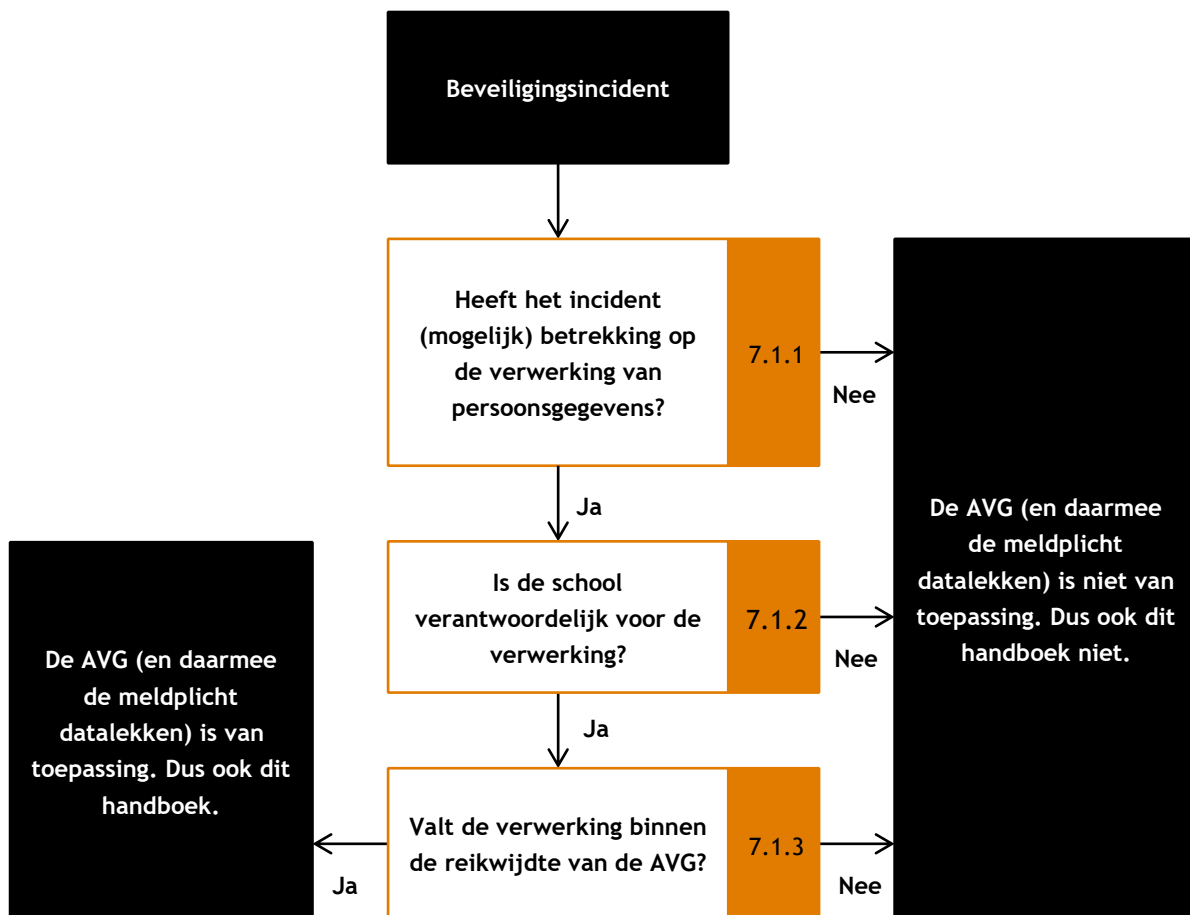 Beveiligingsincident
Heeft het incident
(mogelijk) betrekking op
de verwerking van
persoonsgegevens?
7.1.1
Nee
Ja
Is de school
verantwoordelijk voor de
verwerking?
7.1.2
Nee
Ja
Valt de verwerking binnen
de reikwijdte van de AVG?
7.1.3
Nee
Ja
De AVG (en daarmee
de meldplicht
datalekken) is niet van
toepassing. Dus ook dit
handboek niet.
De AVG (en daarmee
de meldplicht
datalekken) is van
toepassing. Dus ook dit
handboek.